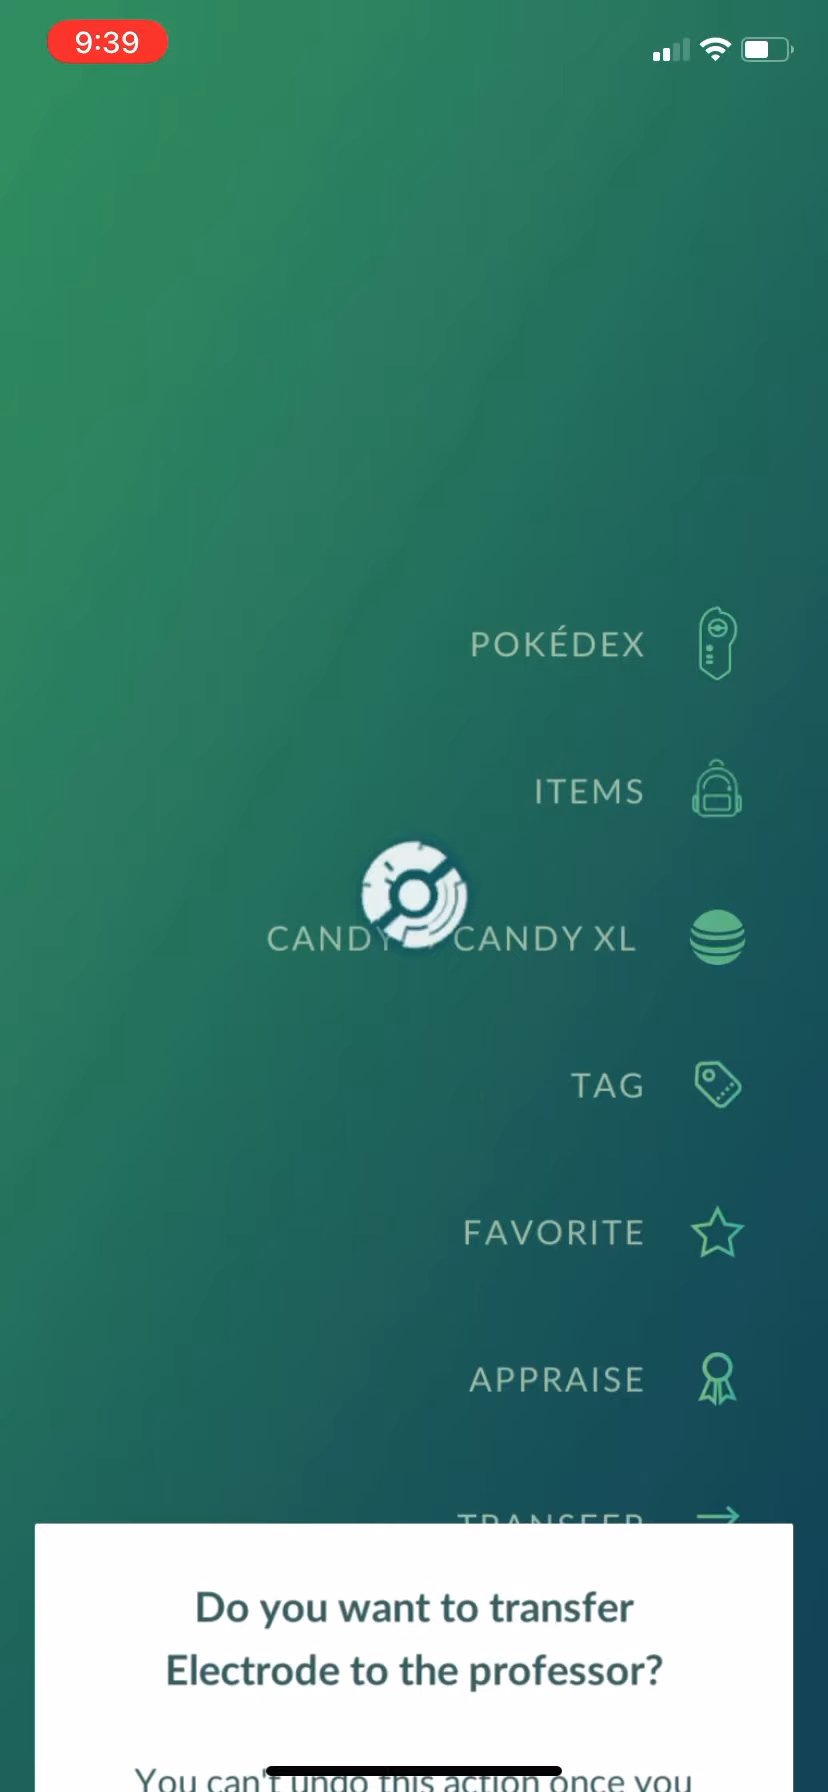 9:39
POKÉDEX
ITEMS
CANDY / CANDY XL
TAG
FAVORITE
APPRAISE
TRANSFER
Do you want to transfer
Electrode to the professor?
You can't undo this action once you